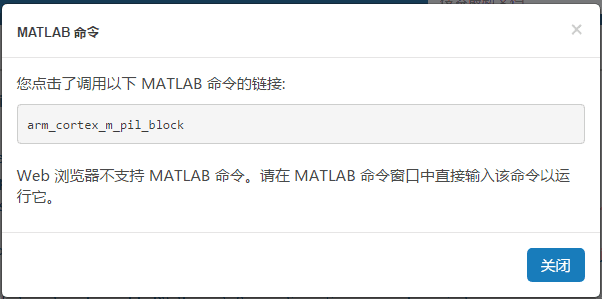 MATLAB 命令
×
您点击了调用以下 MATLAB 命令的链接:
arm_cortex_m_pil_block
Web 浏览器不支持 MATLAB 命令。请在 MATLAB 命令窗口中直接输入该命令以运
行它。
关闭